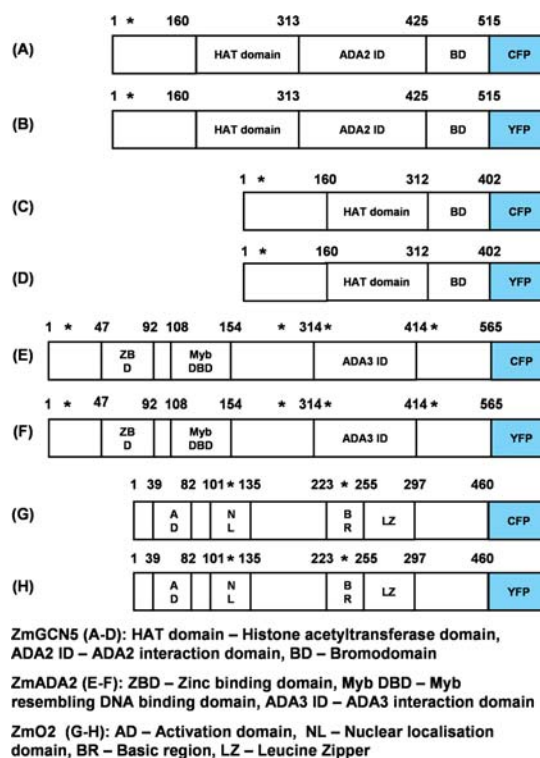 1 * 160 313 425 515
(A) HAT domain ADA2 ID BD CFP
1 * 160 313 425 515
(B) HAT domain ADA2 ID BD YFP
1 * 160 312 402
(C) HAT domain BD CFP
1 * 160 312 402
(D) HAT domain BD YFP
1 * 47 92 108 154 * 314 * 414 * 565
(E) ZB D Myb DBD ADA3 ID CFP
1 * 47 92 108 154 * 314 * 414 * 565
(F) ZB D Myb DBD ADA3 ID YFP
1 39 82 101 * 135 223 * 255 297 460
(G) A D N L B R LZ CFP
1 39 82 101 * 135 223 * 255 297 460
(H) A D N L B R LZ YFP
ZmGCN5 (A-D): HAT domain – Histone acetyltransferase domain,
ADA2 ID – ADA2 interaction domain, BD – Bromodomain
ZmADA2 (E-F): ZBD – Zinc binding domain, Myb DBD – Myb
resembling DNA binding domain, ADA3 ID – ADA3 interaction domain
ZmO2 (G-H): AD – Activation domain, NL – Nuclear localisation
domain, BR – Basic region, LZ – Leucine Zipper